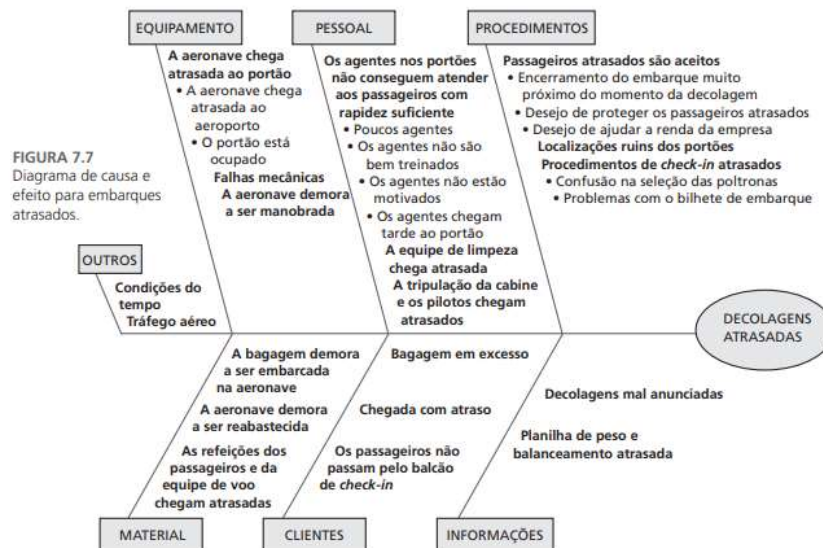 EQUIPAMENTO
A aeronave chega
atrasada ao portão
• A aeronave chega
atrasada ao
aeroporto
• O portão está
ocupado
Falhas mecânicas
A aeronave demora
a ser manobrada
PESSOAL
Os agentes nos portões
não conseguem atender
aos passageiros com
rapidez suficiente
• Poucos agentes
• Os agentes não são
bem treinados
• Os agentes não estão
motivados
• Os agentes chegam
tarde ao portão
A equipe de limpeza
chega atrasada
A tripulação da cabine
e os pilotos chegam
atrasados
PROCEDIMENTOS
Passageiros atrasados são aceitos
• Encerramento do embarque muito
próximo do momento da decolagem
• Desejo de proteger os passageiros atrasados
• Desejo de ajudar a renda da empresa
Localizações ruins dos portões
Procedimentos de check-in atrasados
• Confusão na seleção das poltronas
• Problemas com o bilhete de embarque
FIGURA 7.7
Diagrama de causa e
efeito para embarques
atrasados.
OUTROS
Condições do
tempo
Tráfego aéreo
DECOLAGENS
ATRASADAS
A bagagem demora
a ser embarcada
na aeronave
A aeronave demora
a ser reabastecida
As refeições dos
passageiros e da
equipe de voo
chegam atrasadas
MATERIAL
Bagagem em excesso
Chegada com atraso
Os passageiros não
passam pelo balcão
de check-in
CLIENTES
Decolagens mal anunciadas
Planilha de peso e
balanceamento atrasada
INFORMAÇÕES